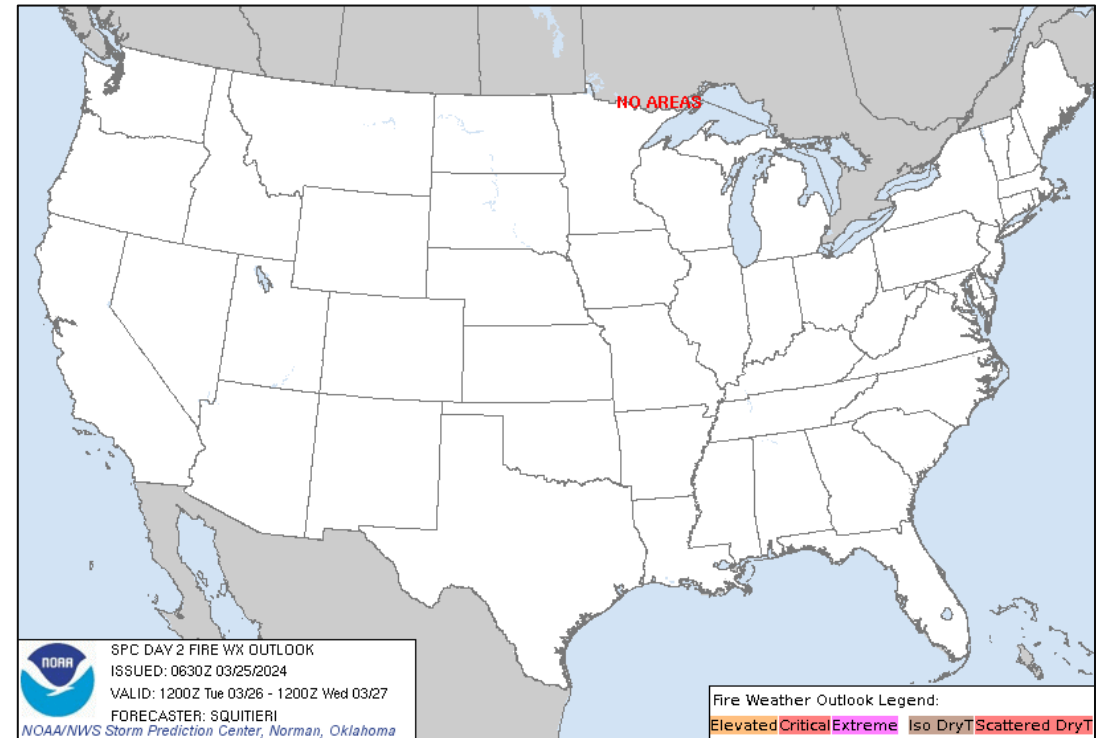 NO AREAS
NOAA
SPC DAY 2 FIRE WX OUTLOOK
ISSUED: 0630Z 03/25/2024
VALID: 1200Z Tue 03/26 - 1200Z Wed 03/27
FORECASTER: SQUITIERI
NOAA/NWS Storm Prediction Center, Norman, Oklahoma
Fire Weather Outlook Legend:
Elevated Critical Extreme Iso DryT Scattered DryT